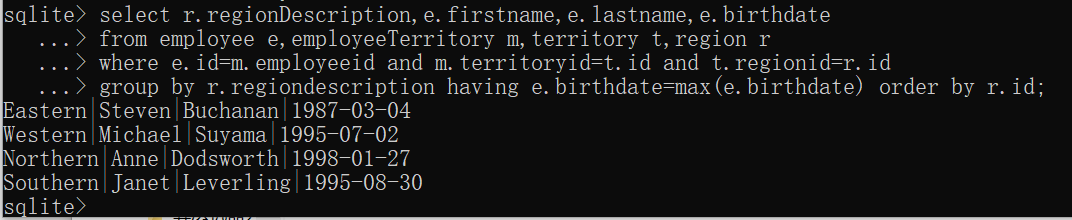 sqlite> select r.regionDescription,e.firstname,e.lastname,e.birthdate
   ...> from employee e,employeeTerritory m,territory t,region r
   ...> where e.id=m.employeeid and m.territoryid=t.id and t.regionid=r.id
   ...> group by r.regiondescription having e.birthdate=max(e.birthdate) order by r.id;
Eastern|Steven|Buchanan|1987-03-04
Western|Michael|Suyama|1995-07-02
Northern|Anne|Dodsworth|1998-01-27
Southern|Janet|Leverling|1995-08-30
sqlite>